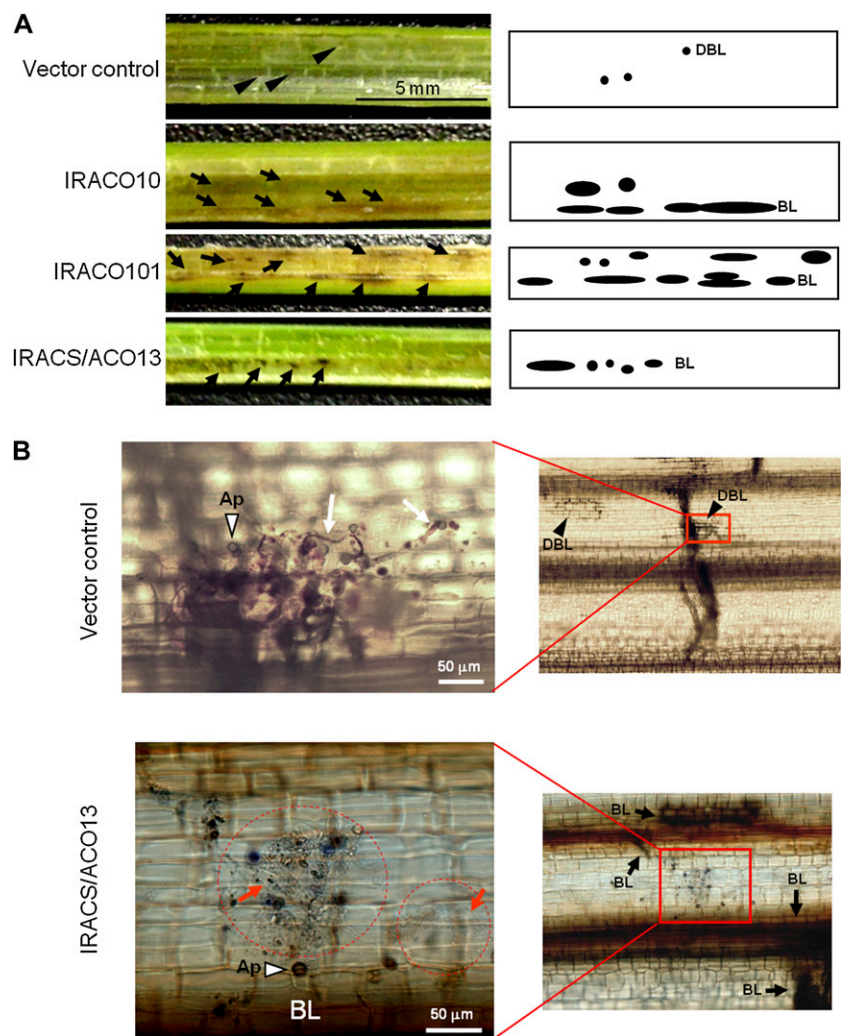 A
Vector control
5 mm
DBL
IRACO10
BL
IRACO101
BL
IRACS/ACO13
BL
B
Vector control
Ap
50 µm
DBL
DBL
IRACS/ACO13
Ap
BL
50 µm
BL
BL
BL
BL